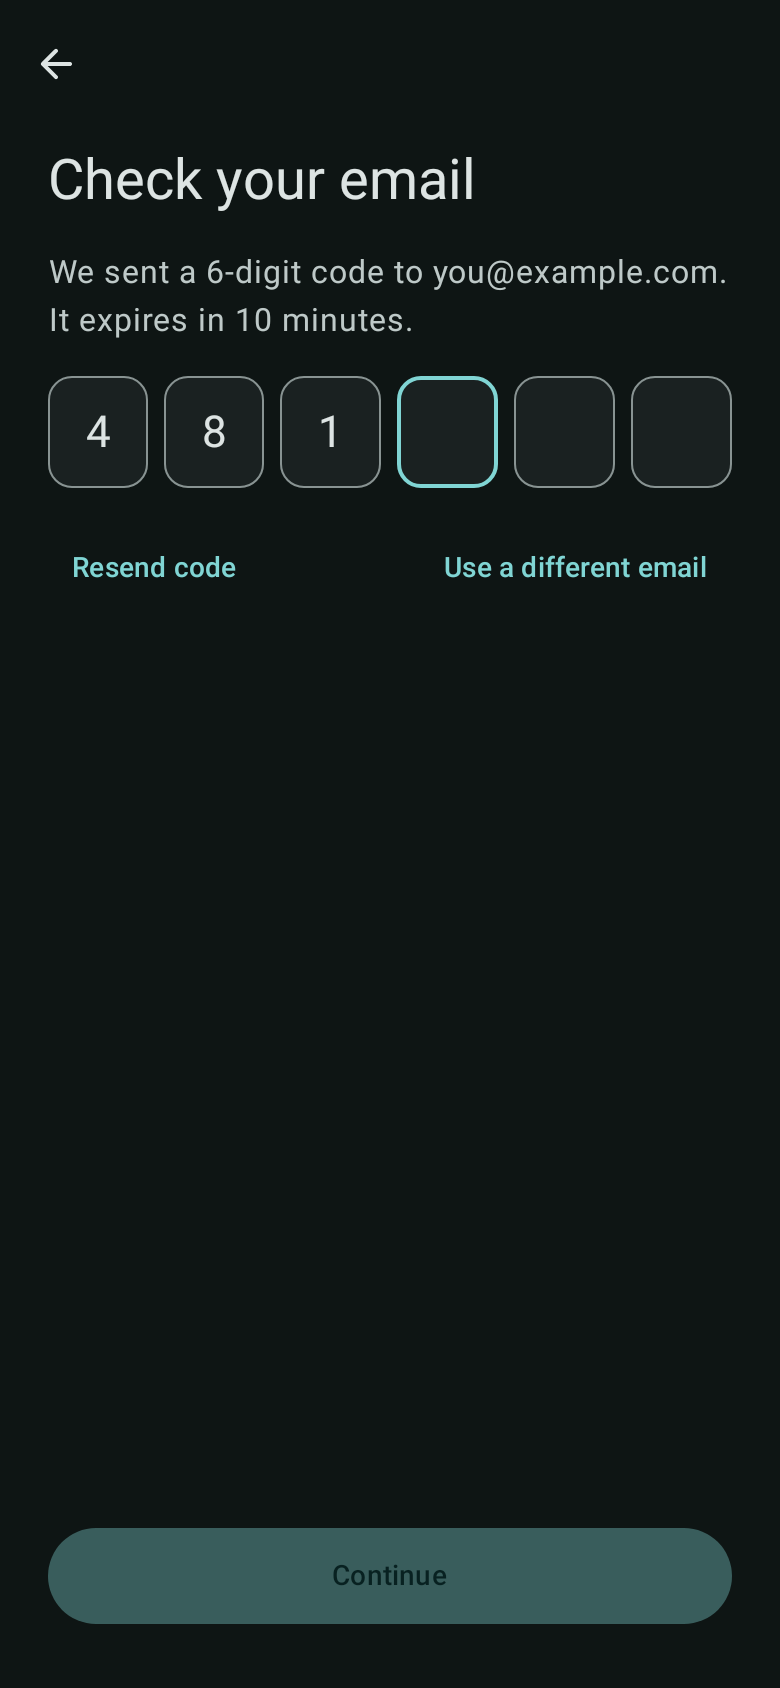 Check your email
We sent a 6-digit code to you@example.com.
It expires in 10 minutes.
4 8 1
Resend code Use a different email
Continue